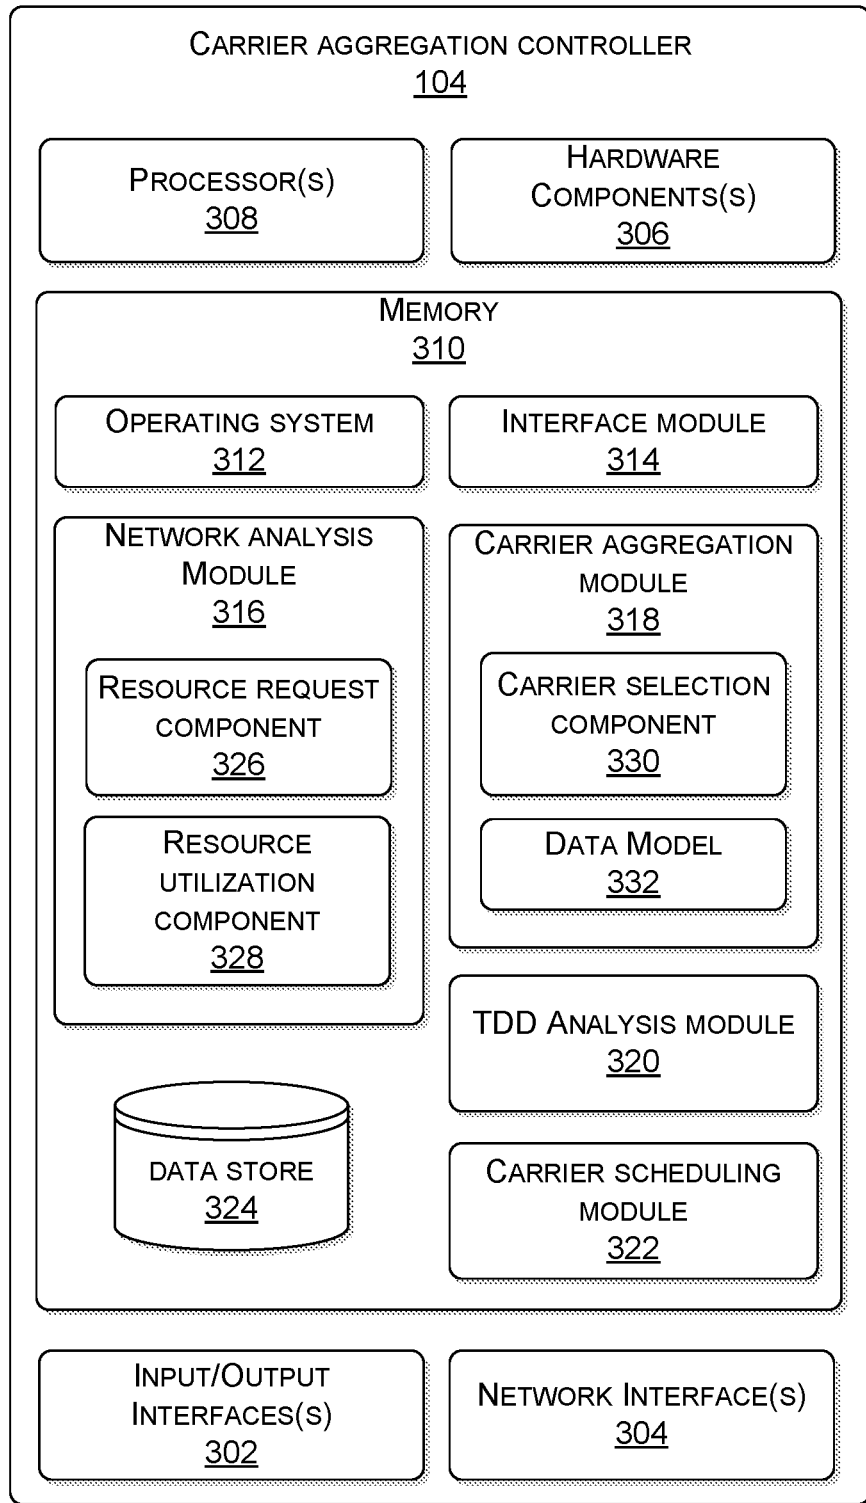 CARRIER AGGREGATION CONTROLLER
104
PROCESSOR(S)
308
HARDWARE
COMPONENTS(S)
306
MEMORY
310
OPERATING SYSTEM
312
INTERFACE MODULE
314
NETWORK ANALYSIS
MODULE
316
RESOURCE REQUEST
COMPONENT
326
RESOURCE
UTILIZATION
COMPONENT
328
CARRIER AGGREGATION
MODULE
318
CARRIER SELECTION
COMPONENT
330
DATA MODEL
332
TDD ANALYSIS MODULE
320
DATA STORE
324
CARRIER SCHEDULING
MODULE
322
INPUT/OUTPUT
INTERFACES(S)
302
NETWORK INTERFACE(S)
304